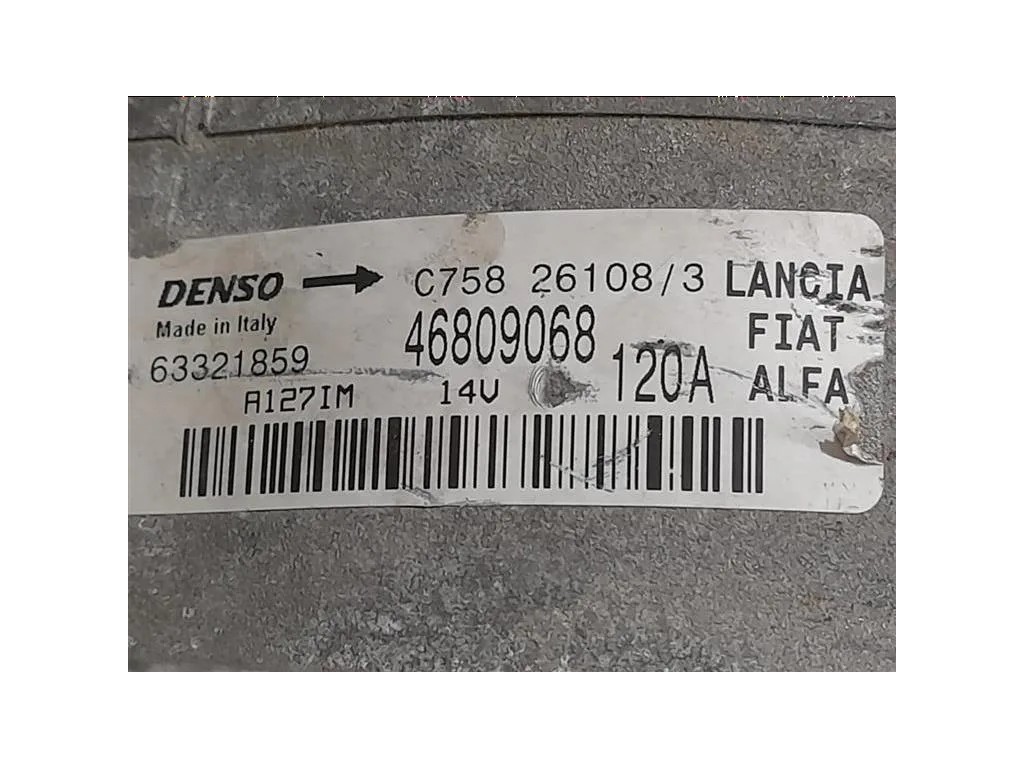 DENSO C758 26108/3 LANCIA
Made in Italy 46809068 FIAT
63321859 120A ALFA
A127IM 14V